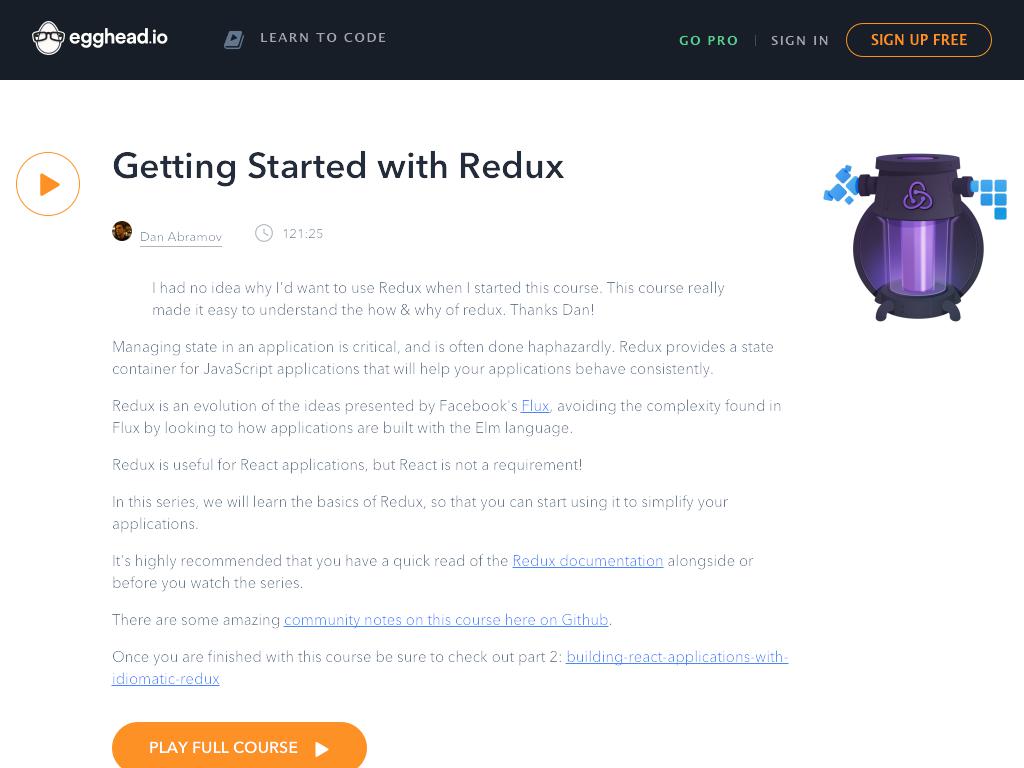 egghead.io
LEARN TO CODE
GO PRO
SIGN IN
SIGN UP FREE
Getting Started with Redux
Dan Abramov
121:25
I had no idea why I'd want to use Redux when I started this course. This course really
made it easy to understand the how & why of redux. Thanks Dan!
Managing state in an application is critical, and is often done haphazardly. Redux provides a state
container for JavaScript applications that will help your applications behave consistently.
Redux is an evolution of the ideas presented by Facebook's Flux, avoiding the complexity found in
Flux by looking to how applications are built with the Elm language.
Redux is useful for React applications, but React is not a requirement!
In this series, we will learn the basics of Redux, so that you can start using it to simplify your
applications.
It's highly recommended that you have a quick read of the Redux documentation alongside or
before you watch the series.
There are some amazing community notes on this course here on Github.
Once you are finished with this course be sure to check out part 2: building-react-applications-with-
idiomatic-redux
PLAY FULL COURSE